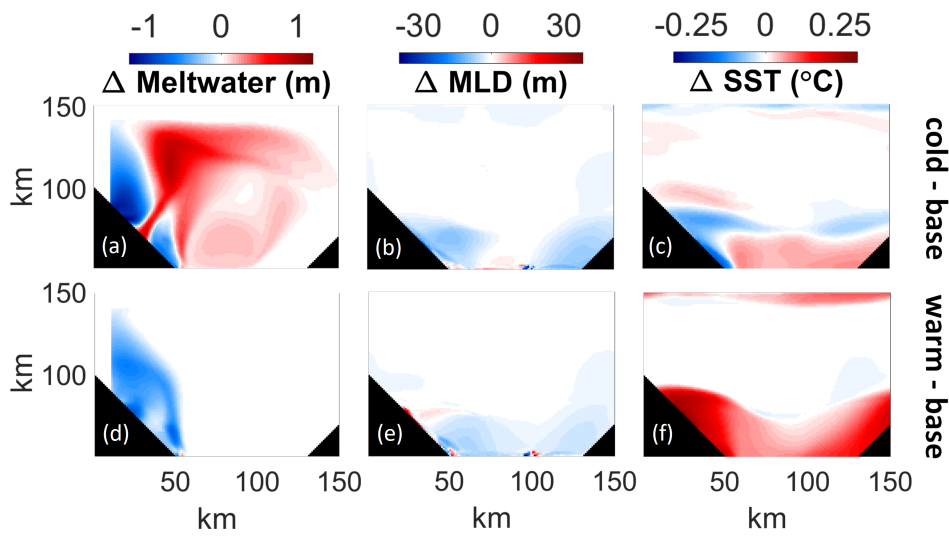 -1 0 1 -30 0 30 -0.25 0 0.25
Δ Meltwater (m) Δ MLD (m) Δ SST (°C)
150
100
km
(a) (b) (c)
cold - base
150
100
km
(d) (e) (f)
warm - base
50 100 150 50 100 150 50 100 150
km km km